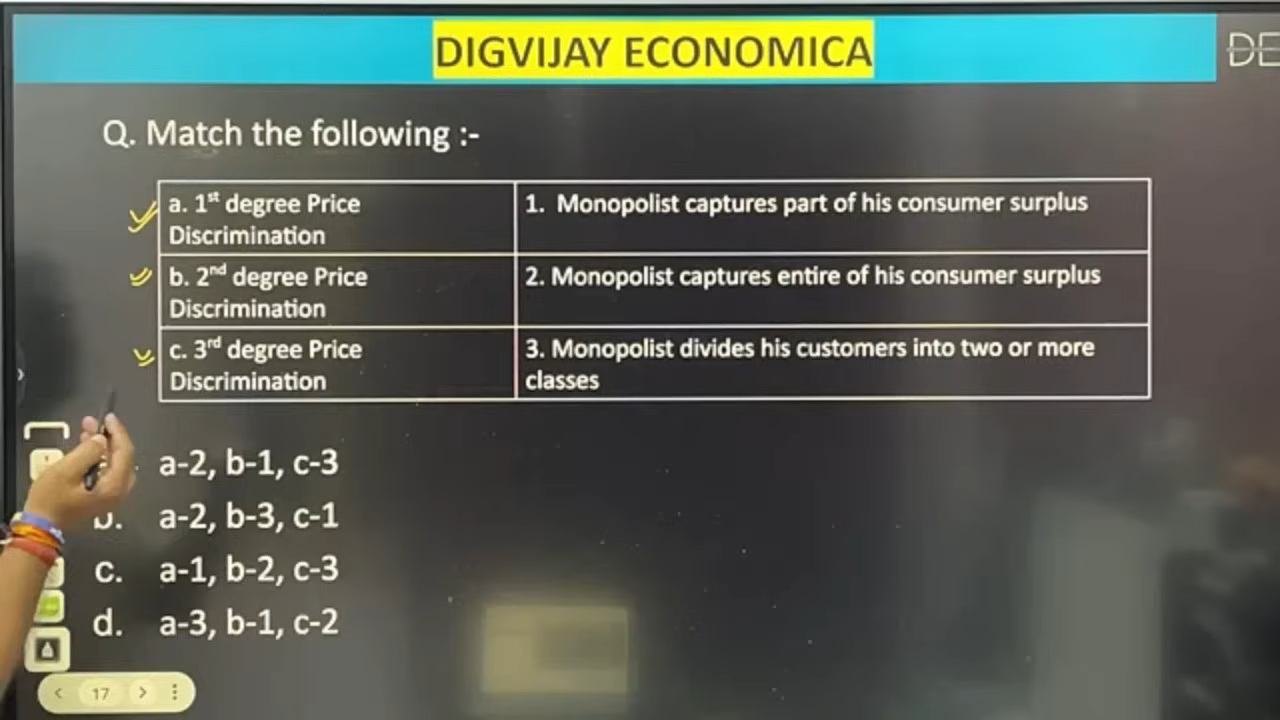 DIGVIJAY ECONOMICA
DE
Q. Match the following :-
a. 1st degree Price
Discrimination
1. Monopolist captures part of his consumer surplus
b. 2nd degree Price
Discrimination
2. Monopolist captures entire of his consumer surplus
c. 3rd degree Price
Discrimination
3. Monopolist divides his customers into two or more
classes
a-2, b-1, c-3
b. a-2, b-3, c-1
c. a-1, b-2, c-3
d. a-3, b-1, c-2
< 17 >